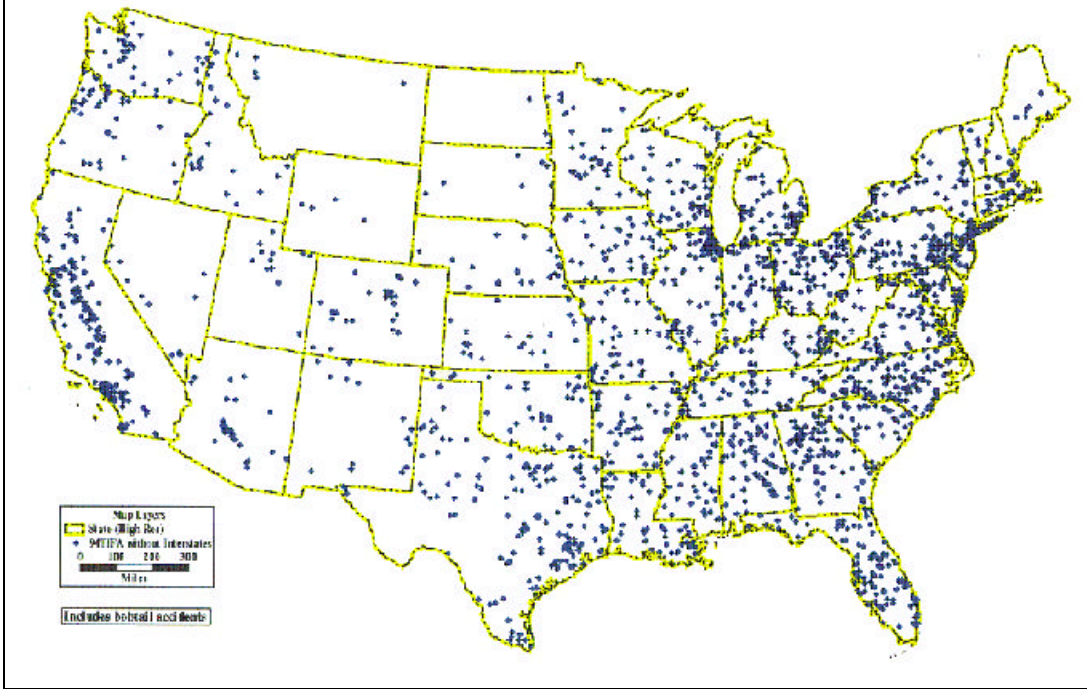 Map Layers
State (High Res)
94TIFA without Interstates
0 100 200 300
Miles
Includes bobtail accidents